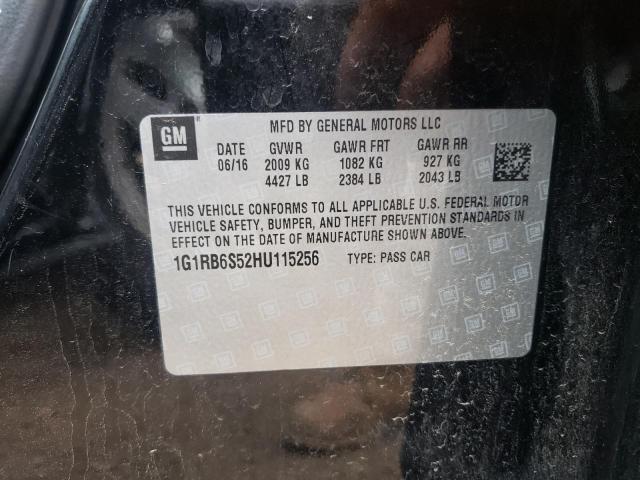 GM
MFD BY GENERAL MOTORS LLC
DATE GVWR GAWR FRT GAWR RR
06/16 2009 KG 1082 KG 927 KG
4427 LB 2384 LB 2043 LB
THIS VEHICLE CONFORMS TO ALL APPLICABLE U.S. FEDERAL MOTOR
VEHICLE SAFETY, BUMPER, AND THEFT PREVENTION STANDARDS IN
EFFECT ON THE DATE OF MANUFACTURE SHOWN ABOVE.
1G1RB6S52HU115256 TYPE: PASS CAR